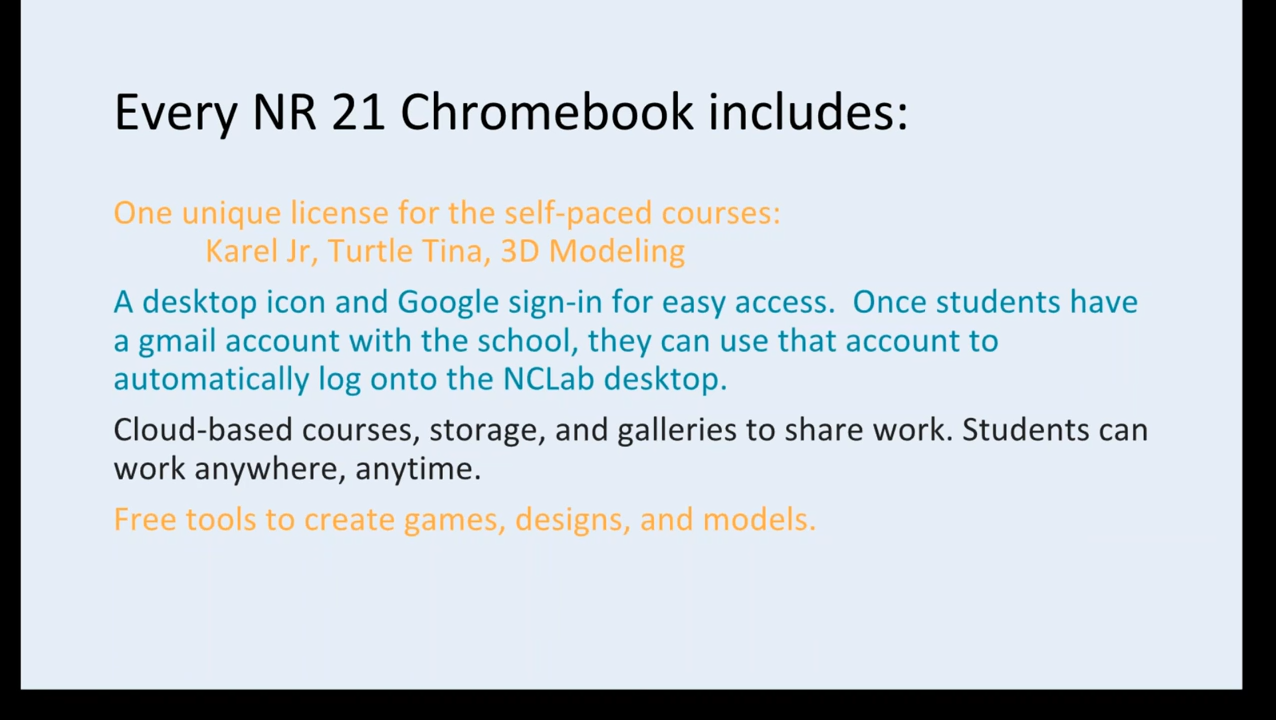 Every NR 21 Chromebook includes:
One unique license for the self-paced courses:
Karel Jr, Turtle Tina, 3D Modeling
A desktop icon and Google sign-in for easy access.  Once students have
a gmail account with the school, they can use that account to
automatically log onto the NCLab desktop.
Cloud-based courses, storage, and galleries to share work. Students can
work anywhere, anytime.
Free tools to create games, designs, and models.